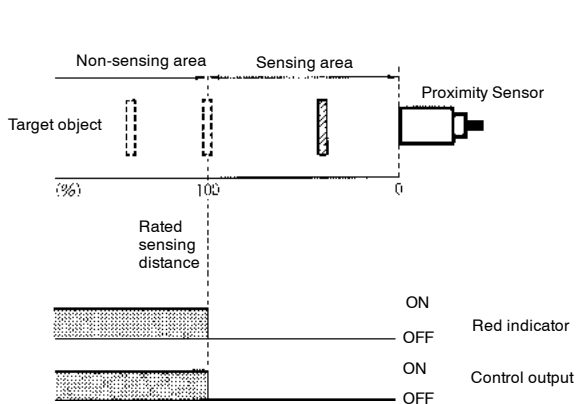 Non-sensing area
Sensing area
Proximity Sensor
Target object
(%)
100
0
Rated
sensing
distance
ON
OFF
Red indicator
ON
OFF
Control output